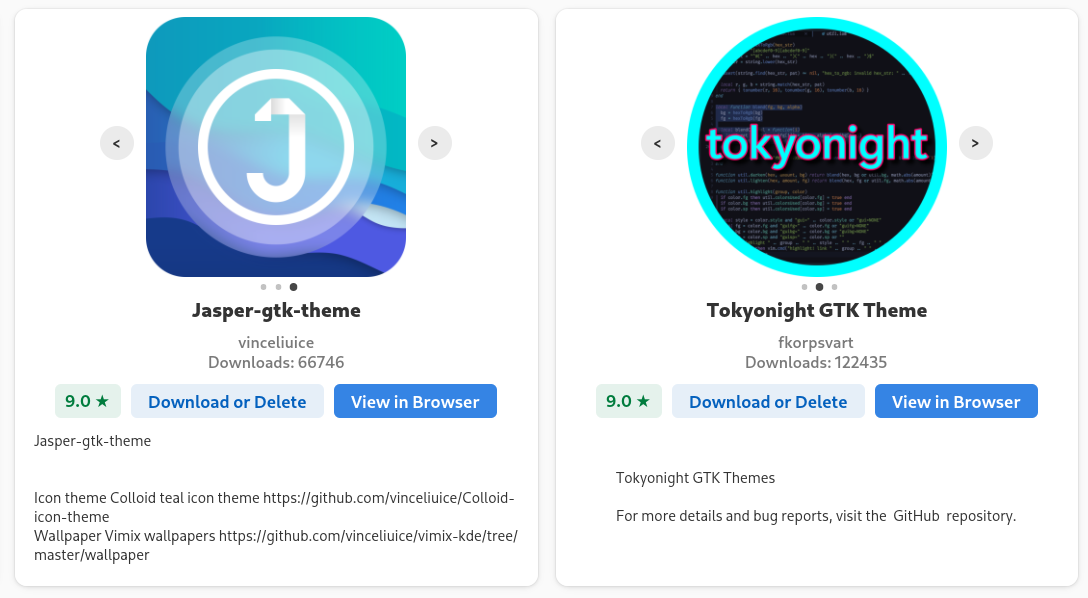 <
>
Jasper-gtk-theme
vinceliuice
Downloads: 66746
9.0 ★
Download or Delete
View in Browser
Jasper-gtk-theme
Icon theme Colloid teal icon theme https://github.com/vinceliuice/Colloid-
icon-theme
Wallpaper Vimix wallpapers https://github.com/vinceliuice/vimix-kde/tree/
master/wallpaper
<
tokyonight
>
Tokyonight GTK Theme
fkorpsvart
Downloads: 122435
9.0 ★
Download or Delete
View in Browser
Tokyonight GTK Themes
For more details and bug reports, visit the GitHub repository.